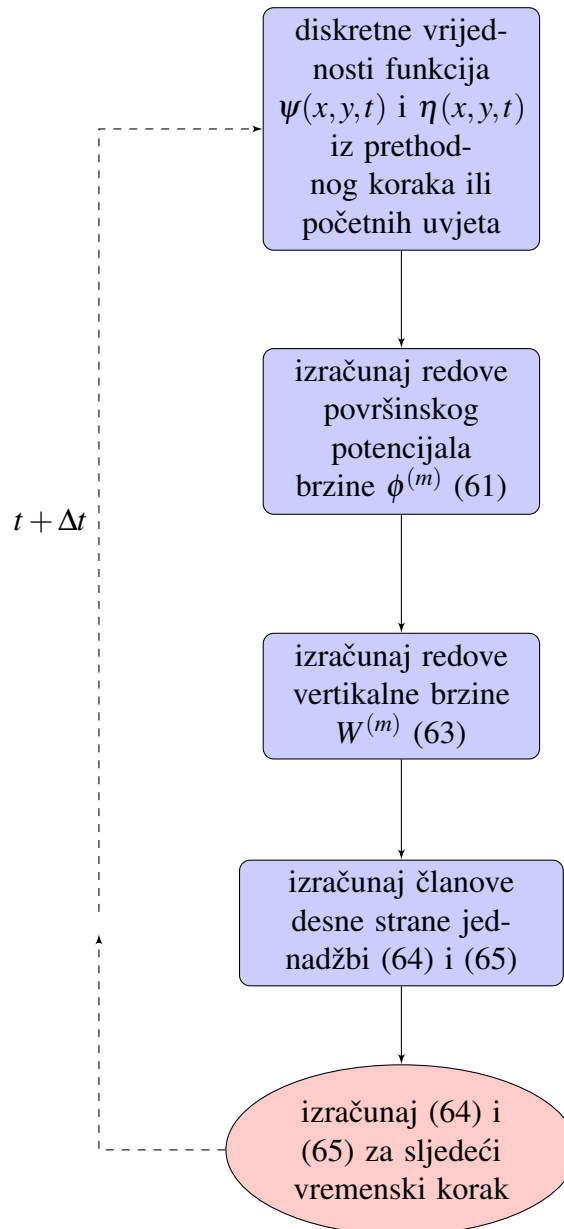 diskretne vrijed-
nosti funkcija
ψ(x,y,t) i η(x,y,t)
iz prethod-
nog koraka ili
početnih uvjeta
izračunaj redove
površinskog
potencijala
brzine ϕ^(m) (61)
t + Δt
izračunaj redove
vertikalne brzine
W^(m) (63)
izračunaj članove
desne strane jed-
nadžbi (64) i (65)
izračunaj (64) i
(65) za sljedeći
vremenski korak